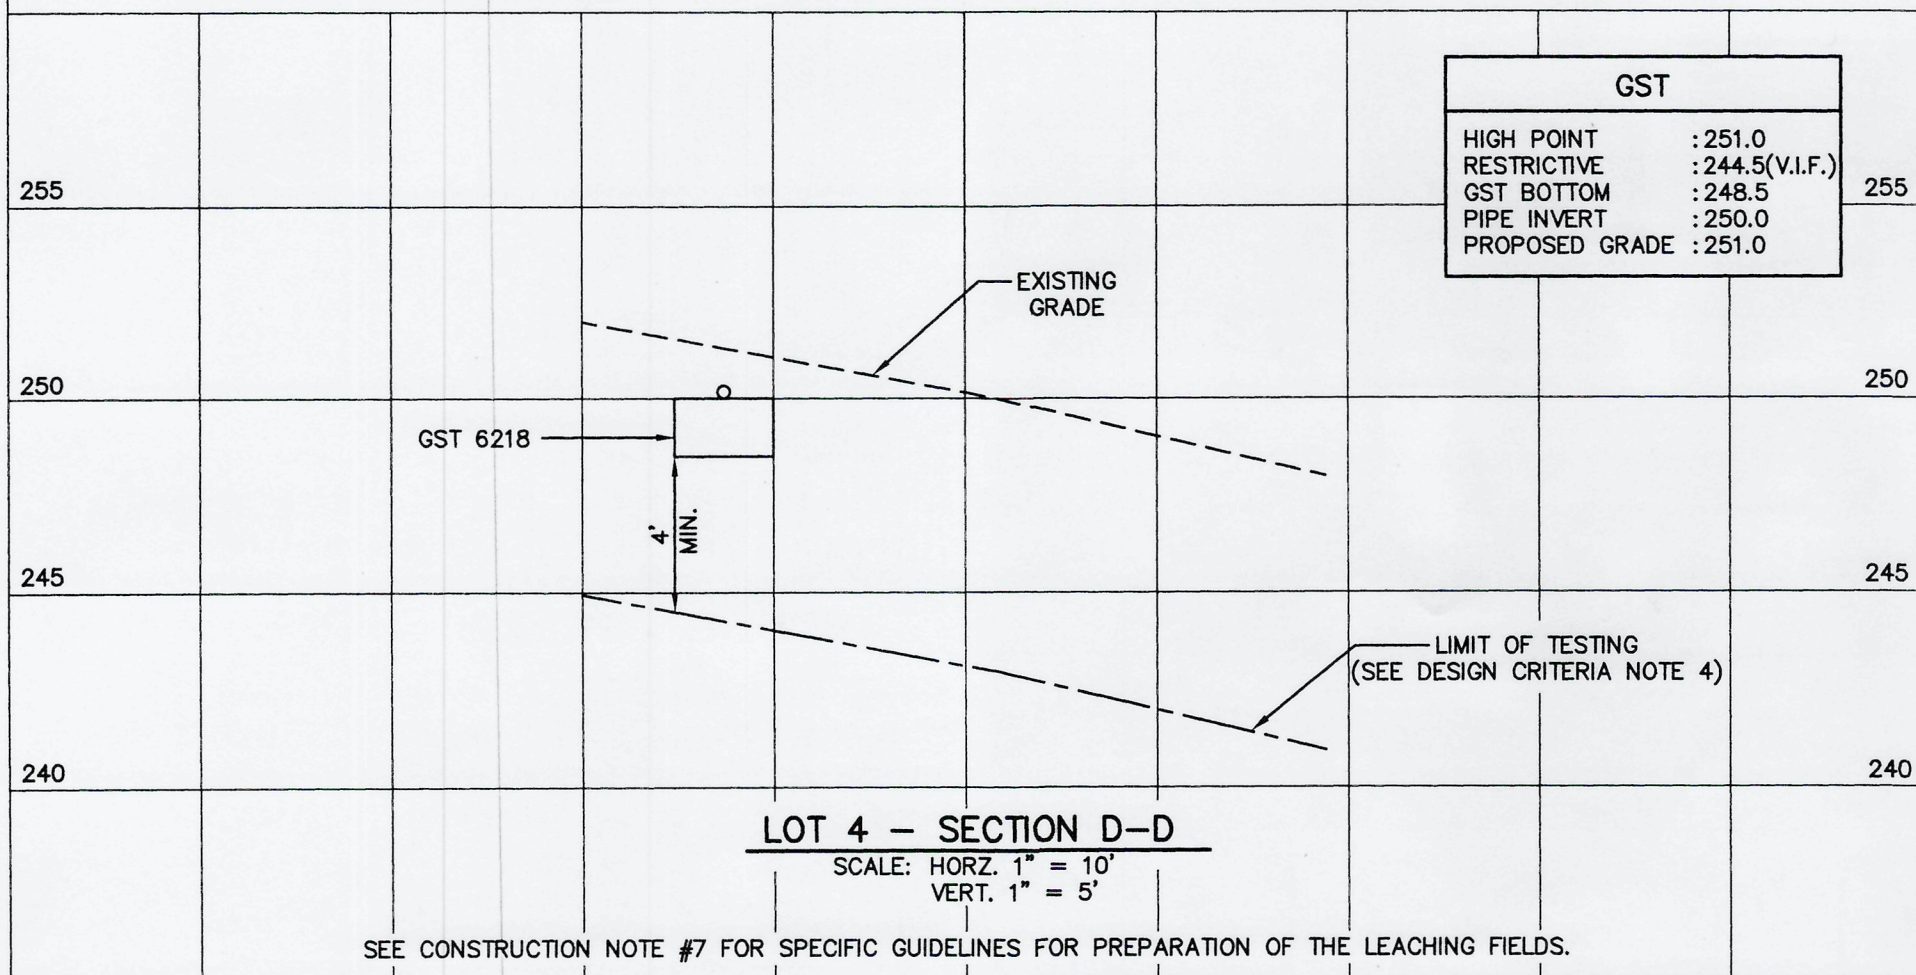 GST
HIGH POINT :251.0
RESTRICTIVE :244.5(V.I.F.)
GST BOTTOM :248.5
PIPE INVERT :250.0
PROPOSED GRADE :251.0
255 255
EXISTING
GRADE
250 250
GST 6218
4'
MIN.
245 245
LIMIT OF TESTING
(SEE DESIGN CRITERIA NOTE 4)
240 240
LOT 4 – SECTION D–D
SCALE: HORZ. 1" = 10'
VERT. 1" = 5'
SEE CONSTRUCTION NOTE #7 FOR SPECIFIC GUIDELINES FOR PREPARATION OF THE LEACHING FIELDS.